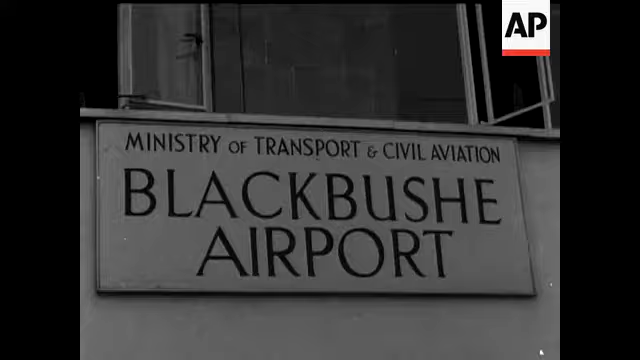 AP
MINISTRY OF TRANSPORT & CIVIL AVIATION
BLACKBUSHE
AIRPORT